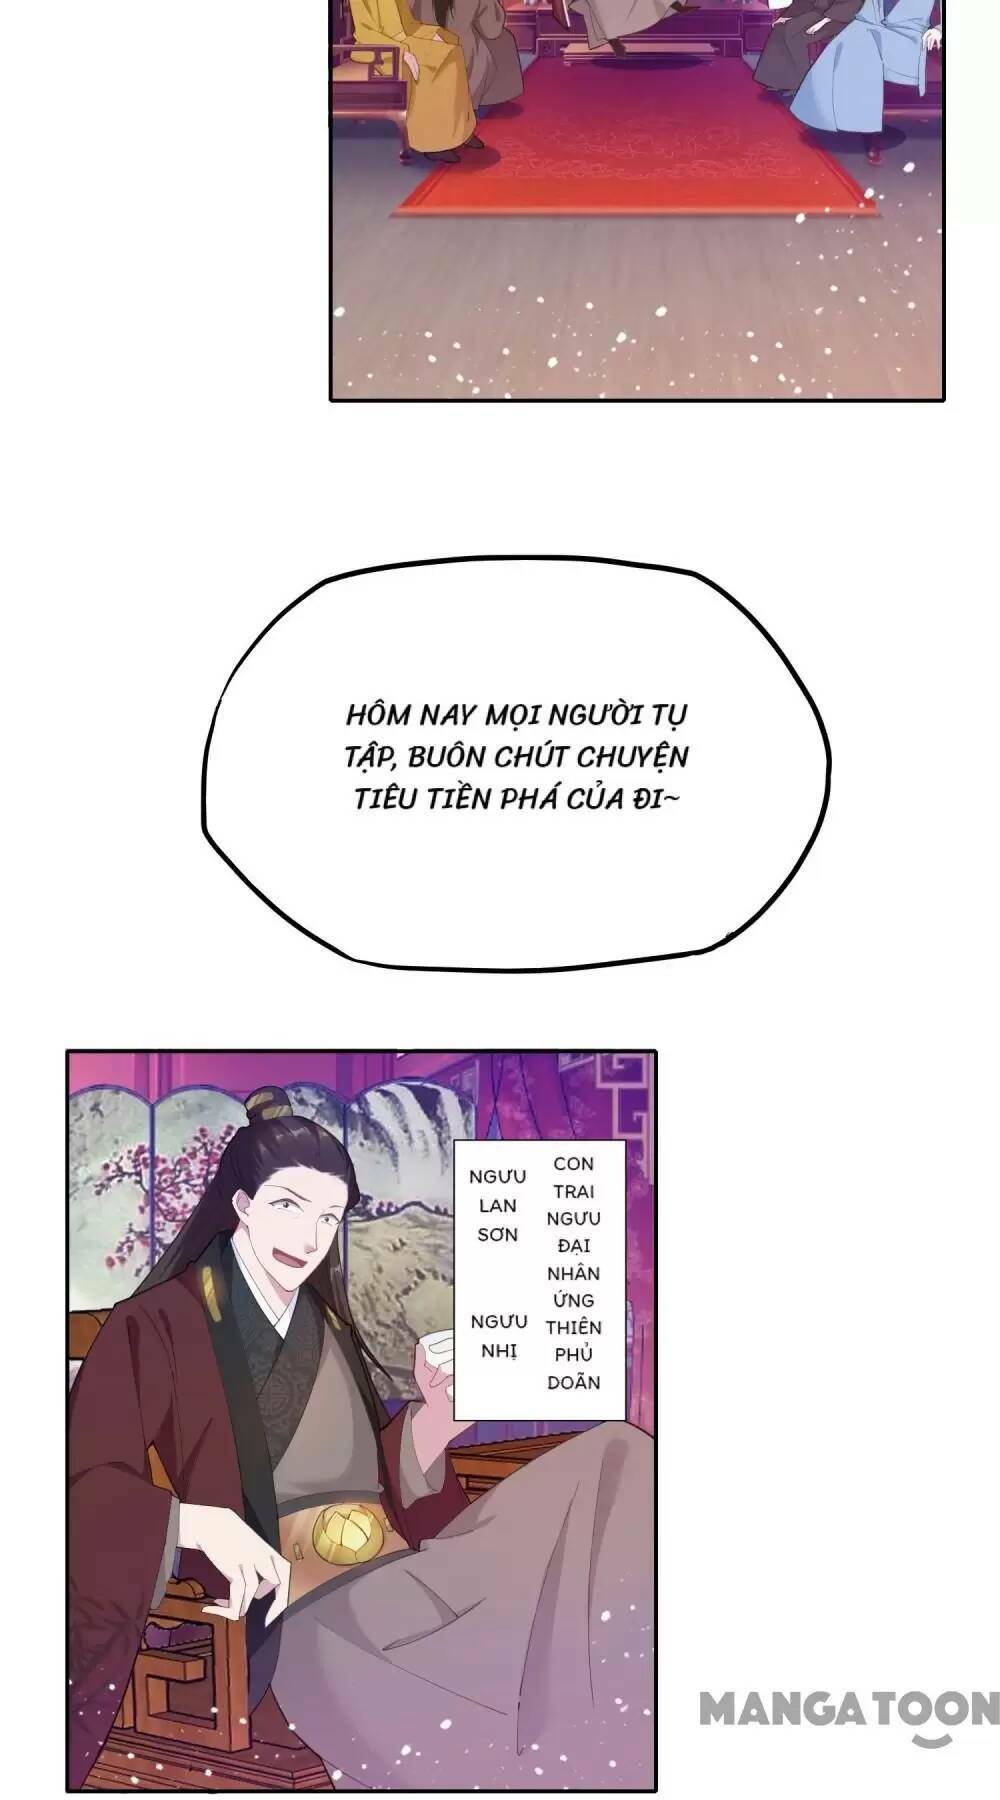 HÔM NAY MỌI NGƯỜI TỤ
TẬP, BUÔN CHÚT CHUYỆN
TIÊU TIỀN PHÁ CỦA ĐI~
CON
TRAI
NGƯU
ĐẠI
NHÂN
ỨNG
THIÊN
PHỦ
DOÃN
NGƯU
LAN
SƠN
NGƯU
NHỊ
MANGATOON